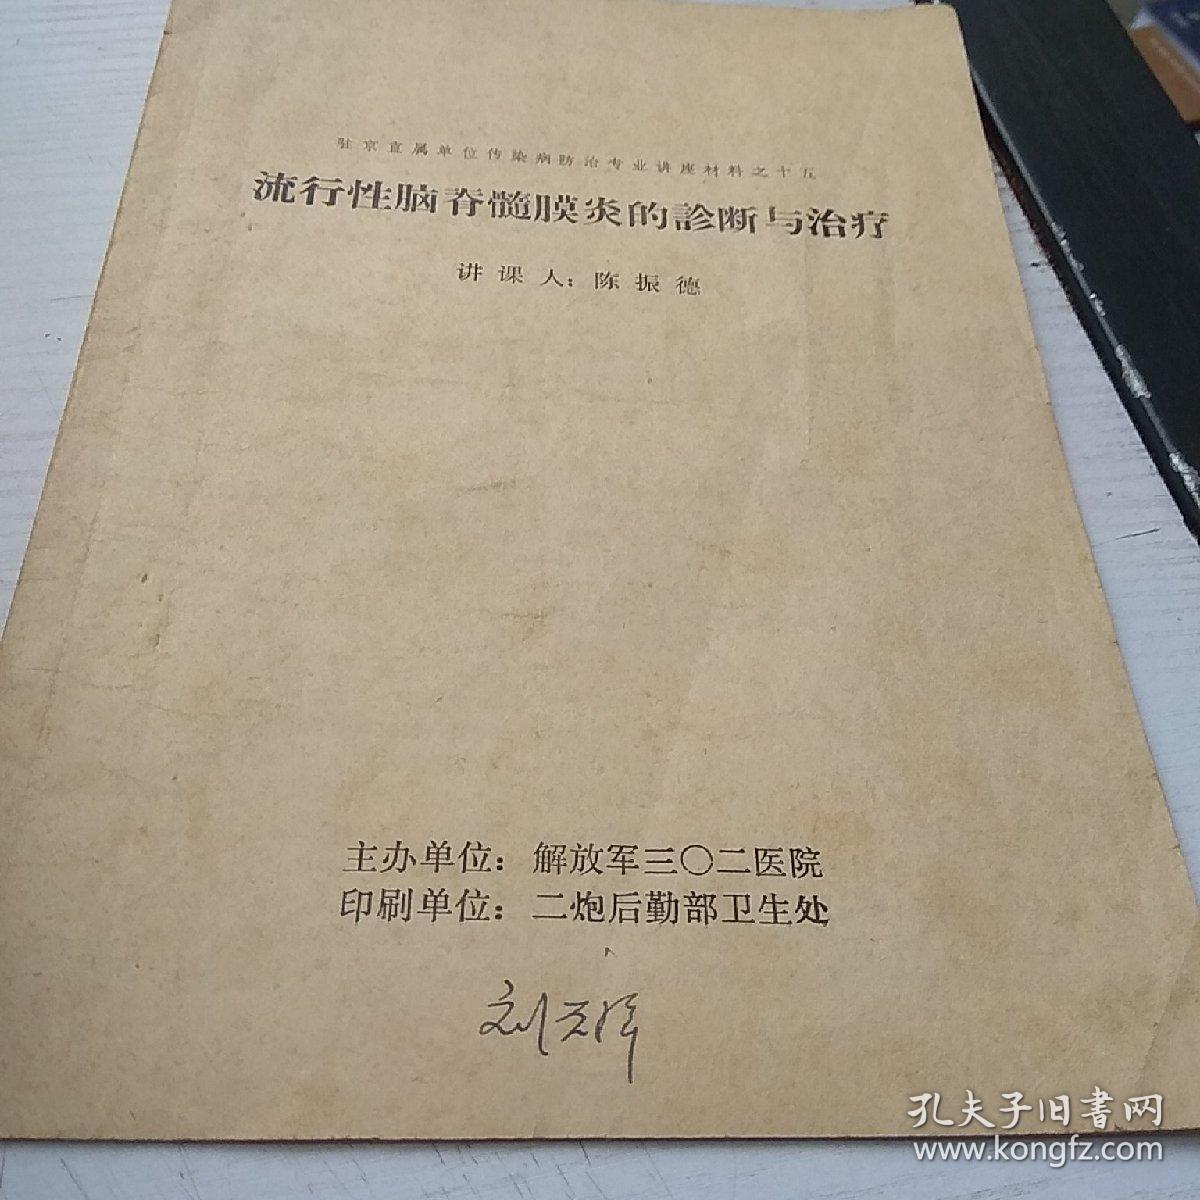 驻京直属单位传染病防治专业讲座材料之十五
流行性脑脊髓膜炎的診断与治疗
讲课人：陈振德
主办单位：解放军三〇二医院
印刷单位：二炮后勤部卫生处
孔夫子旧书网
www.kongfz.com